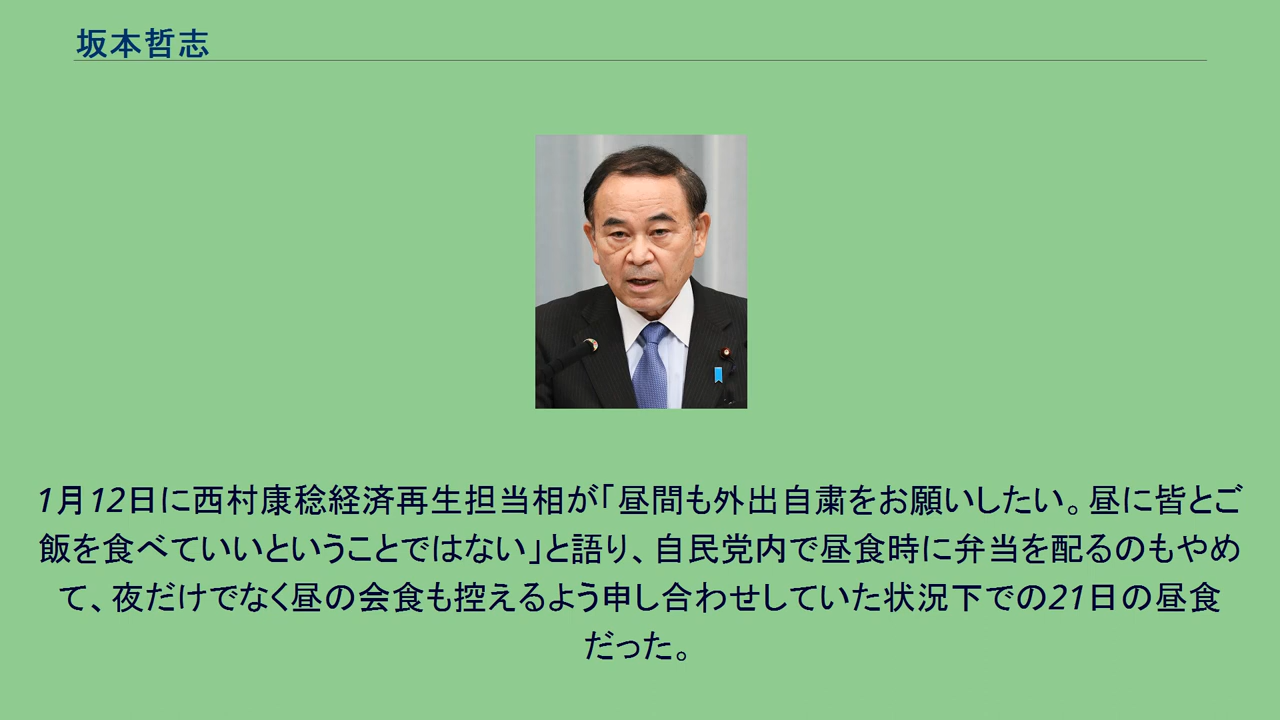 坂本哲志
1月12日に西村康稔経済再生担当相が「昼間も外出自粛をお願いしたい。昼に皆とご
飯を食べていいということではない」と語り、自民党内で昼食時に弁当を配るのもやめ
て、夜だけでなく昼の会食も控えるよう申し合わせしていた状況下での21日の昼食
だった。